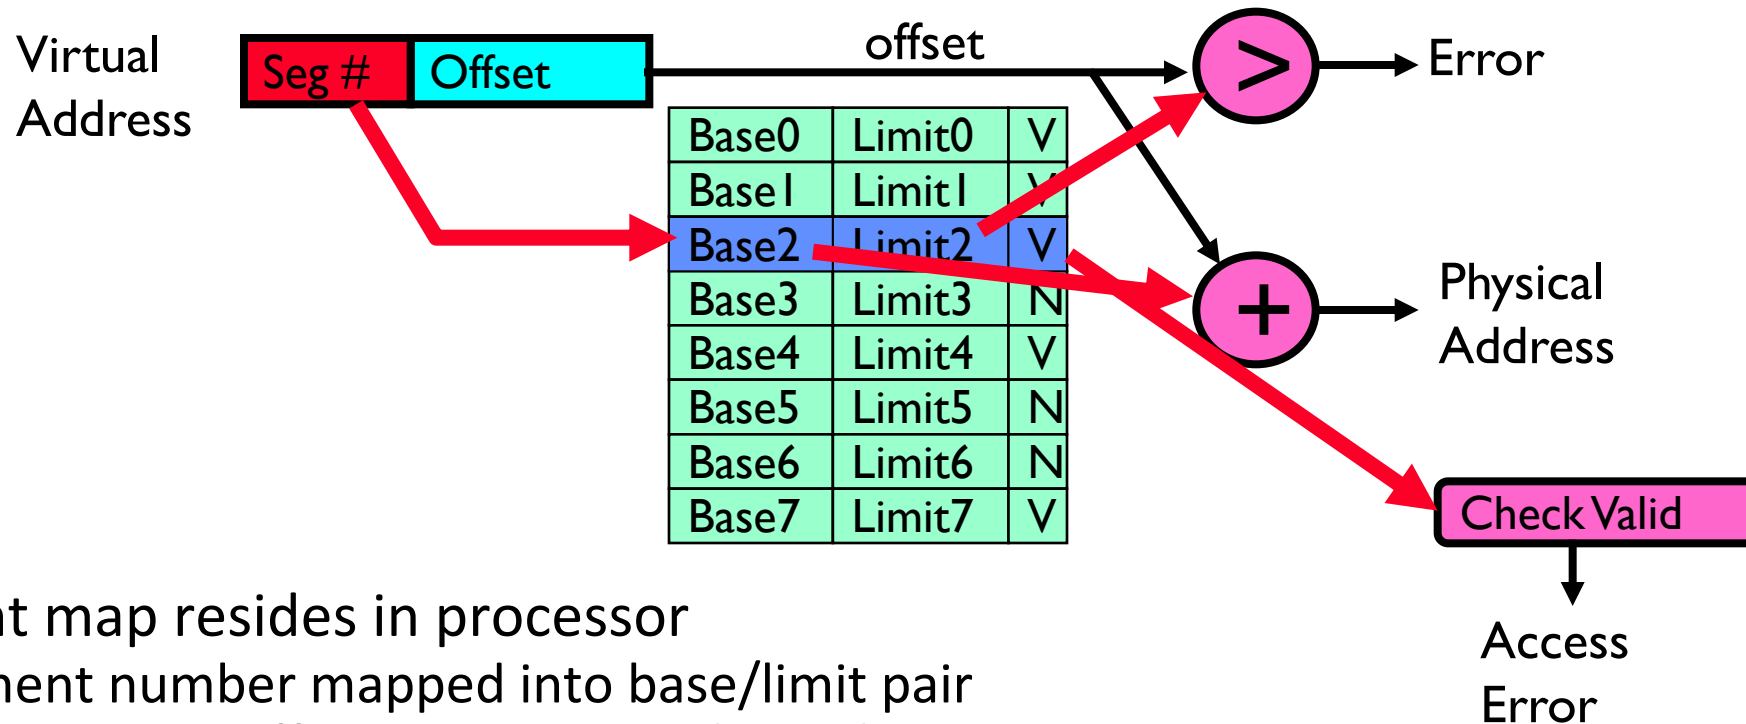 Virtual
Address
Seg #
Offset
offset
>
Error
Base0 Limit0 V
Base1 Limit1 V
Base2 Limit2 V
Base3 Limit3 N
Base4 Limit4 V
Base5 Limit5 N
Base6 Limit6 N
Base7 Limit7 V
+
Physical
Address
Check Valid
Access
Error
map resides in processor
number mapped into base/limit pair